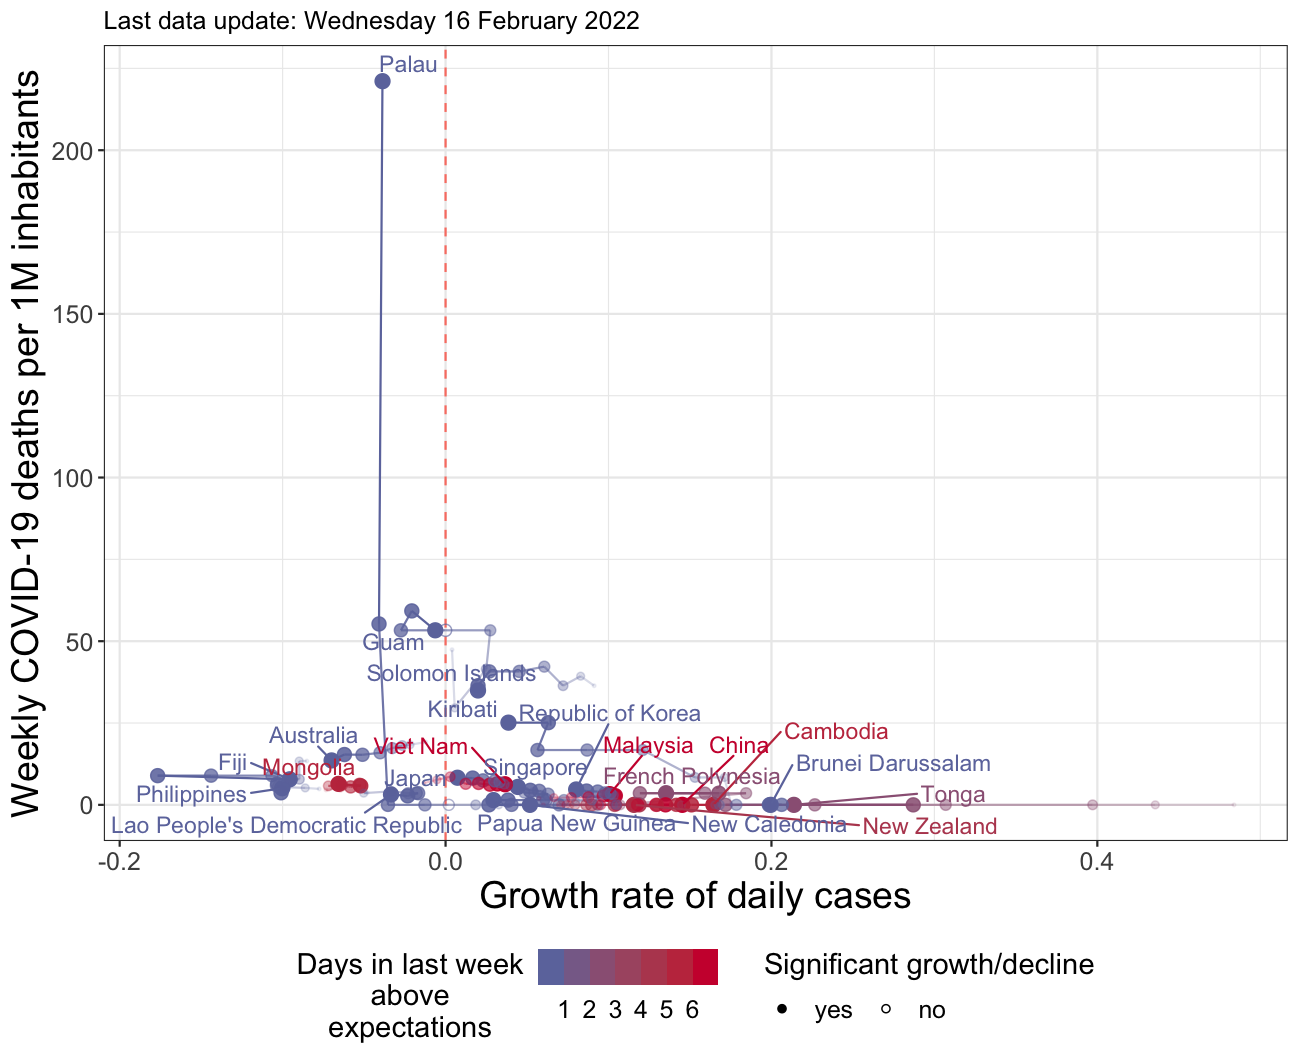 Last data update: Wednesday 16 February 2022
Weekly COVID-19 deaths per 1M inhabitants
200
150
100
50
0
Palau
Guam
Solomon Islands
Kiribati
Republic of Korea
Australia
Viet Nam
Malaysia
China
Cambodia
Fiji
Mongolia
Japan
Singapore
French Polynesia
Brunei Darussalam
Philippines
Tonga
Lao People's Democratic Republic
Papua New Guinea
New Caledonia
New Zealand
-0.2
0.0
0.2
0.4
Growth rate of daily cases
Days in last week
above
expectations
1 2 3 4 5 6
Significant growth/decline
yes
no